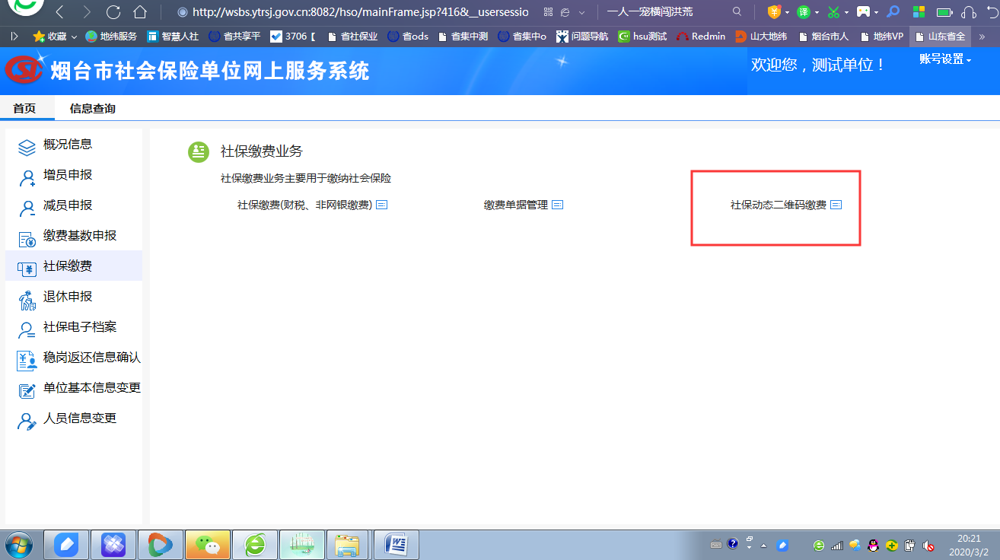 http://wsbs.ytrsj.gov.cn:8082/hso/mainFrame.jsp?416&__usersessio
一人一宠横闯洪荒
收藏 地纬服务 智慧人社 省共享平 3706【 省社保业 省ods 省集中测 省集中o 问题导航 hsu测试 Redmin 山大地纬 烟台市人 地纬VP 山东省全 »
烟台市社会保险单位网上服务系统
欢迎您，测试单位！
账号设置
首页 信息查询
概况信息
增员申报
减员申报
缴费基数申报
社保缴费
退休申报
社保电子档案
稳岗返还信息确认
单位基本信息变更
人员信息变更
社保缴费业务
社保缴费业务主要用于缴纳社会保险
社保缴费(财税、非网银缴费) 缴费单据管理 社保动态二维码缴费
20:21
2020/3/2